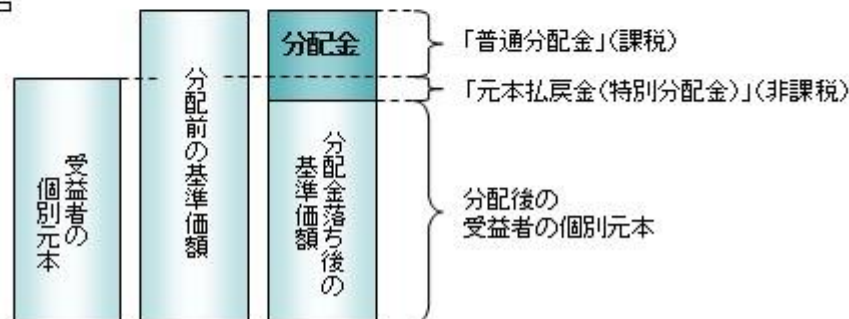 分配金
「普通分配金」(課税)
「元本払戻金(特別分配金)」(非課税)
受益者の
個別元本
分配前の基準価額
分配金落ち後の
基準価額
分配後の
受益者の個別元本